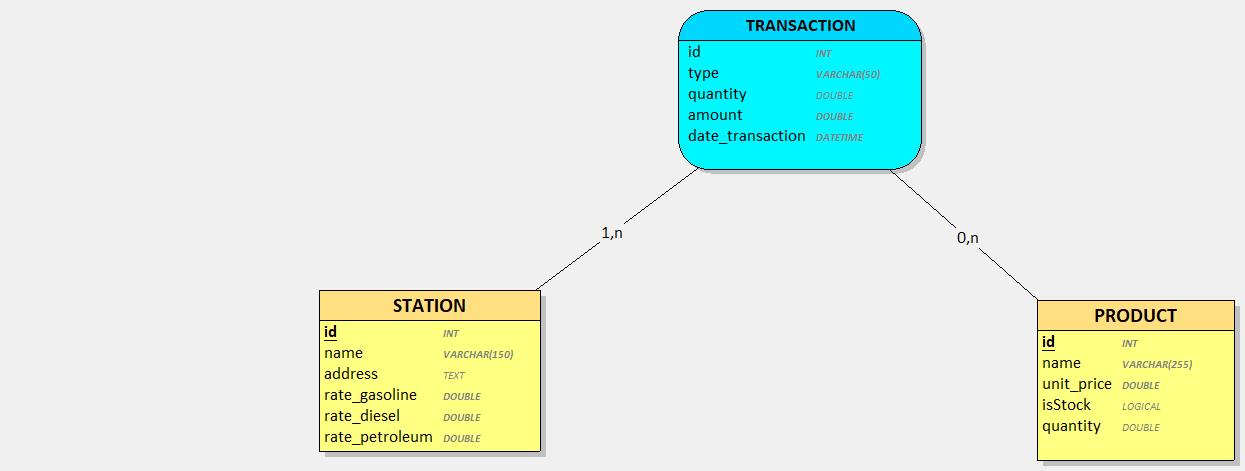 TRANSACTION
id INT
type VARCHAR(50)
quantity DOUBLE
amount DOUBLE
date_transaction DATETIME
1,n
0,n
STATION
id INT
name VARCHAR(150)
address TEXT
rate_gasoline DOUBLE
rate_diesel DOUBLE
rate_petroleum DOUBLE
PRODUCT
id INT
name VARCHAR(255)
unit_price DOUBLE
isStock LOGICAL
quantity DOUBLE